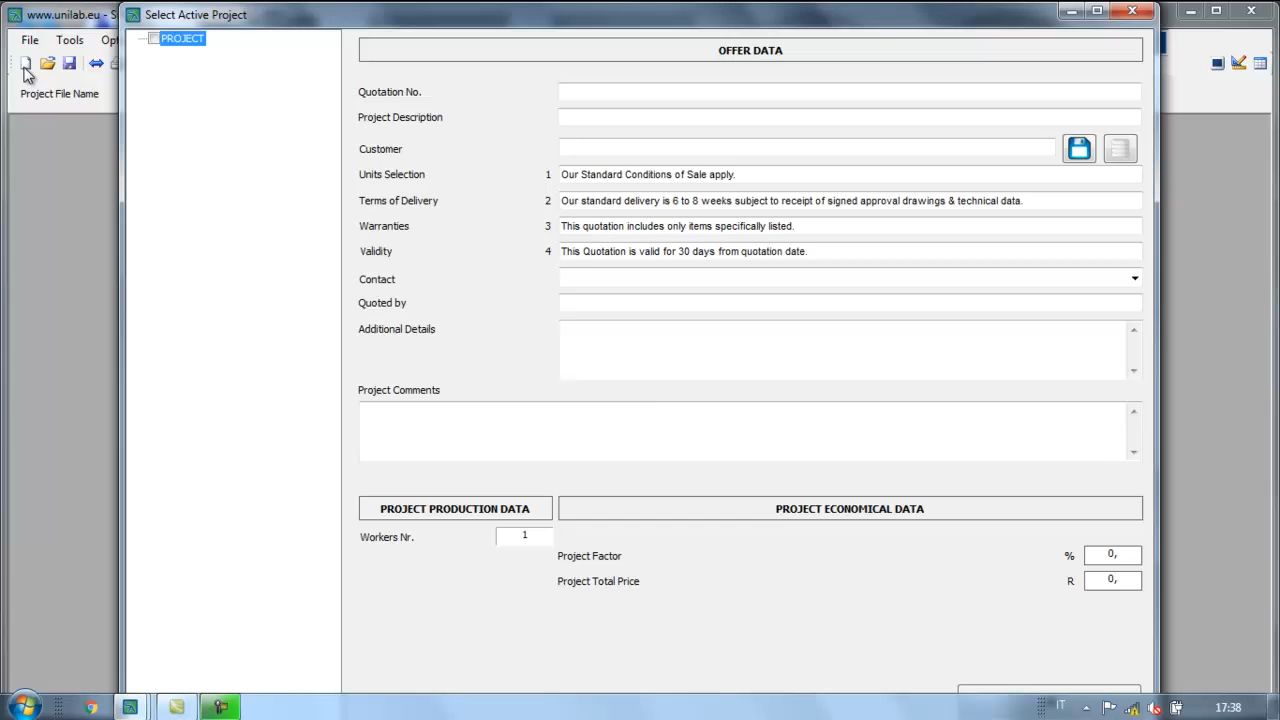 www.unilab.eu - S
Select Active Project
File Tools Opt
Project File Name
PROJECT
OFFER DATA
Quotation No.
Project Description
Customer
Units Selection 1 Our Standard Conditions of Sale apply.
Terms of Delivery 2 Our standard delivery is 6 to 8 weeks subject to receipt of signed approval drawings & technical data.
Warranties 3 This quotation includes only items specifically listed.
Validity 4 This Quotation is valid for 30 days from quotation date.
Contact
Quoted by
Additional Details
Project Comments
PROJECT PRODUCTION DATA
PROJECT ECONOMICAL DATA
Workers Nr. 1
Project Factor % 0,
Project Total Price R 0,
IT 17:38